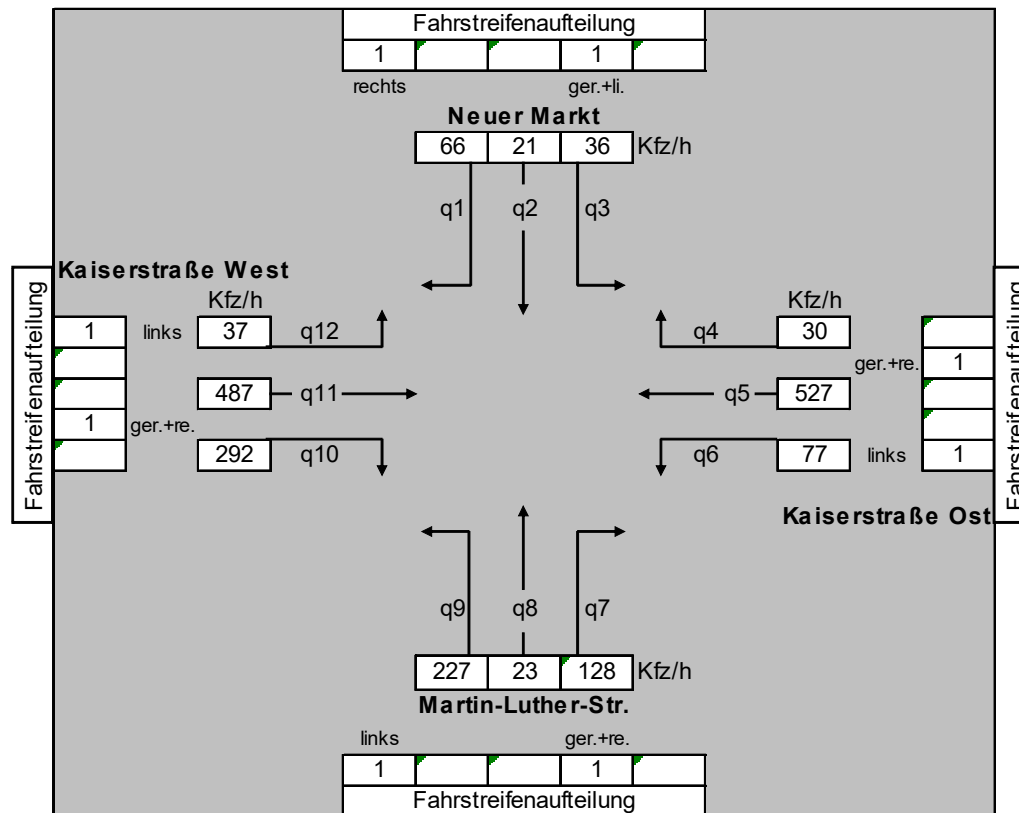 Fahrstreifenaufteilung
1 1
rechts ger.+li.
Neuer Markt
66 21 36 Kfz/h
q1 q2 q3
Kaiserstraße West
Kfz/h Kfz/h
Fahrstreifenaufteilung
1 links 37 q12 q4 30
ger.+re. 1
487 q11 q5 527
1 ger.+re.
292 q10 q6 77 links 1
Fahrstreifenaufteilung
Kaiserstraße Ost
q9 q8 q7
227 23 128 Kfz/h
Martin-Luther-Str.
links ger.+re.
1 1
Fahrstreifenaufteilung